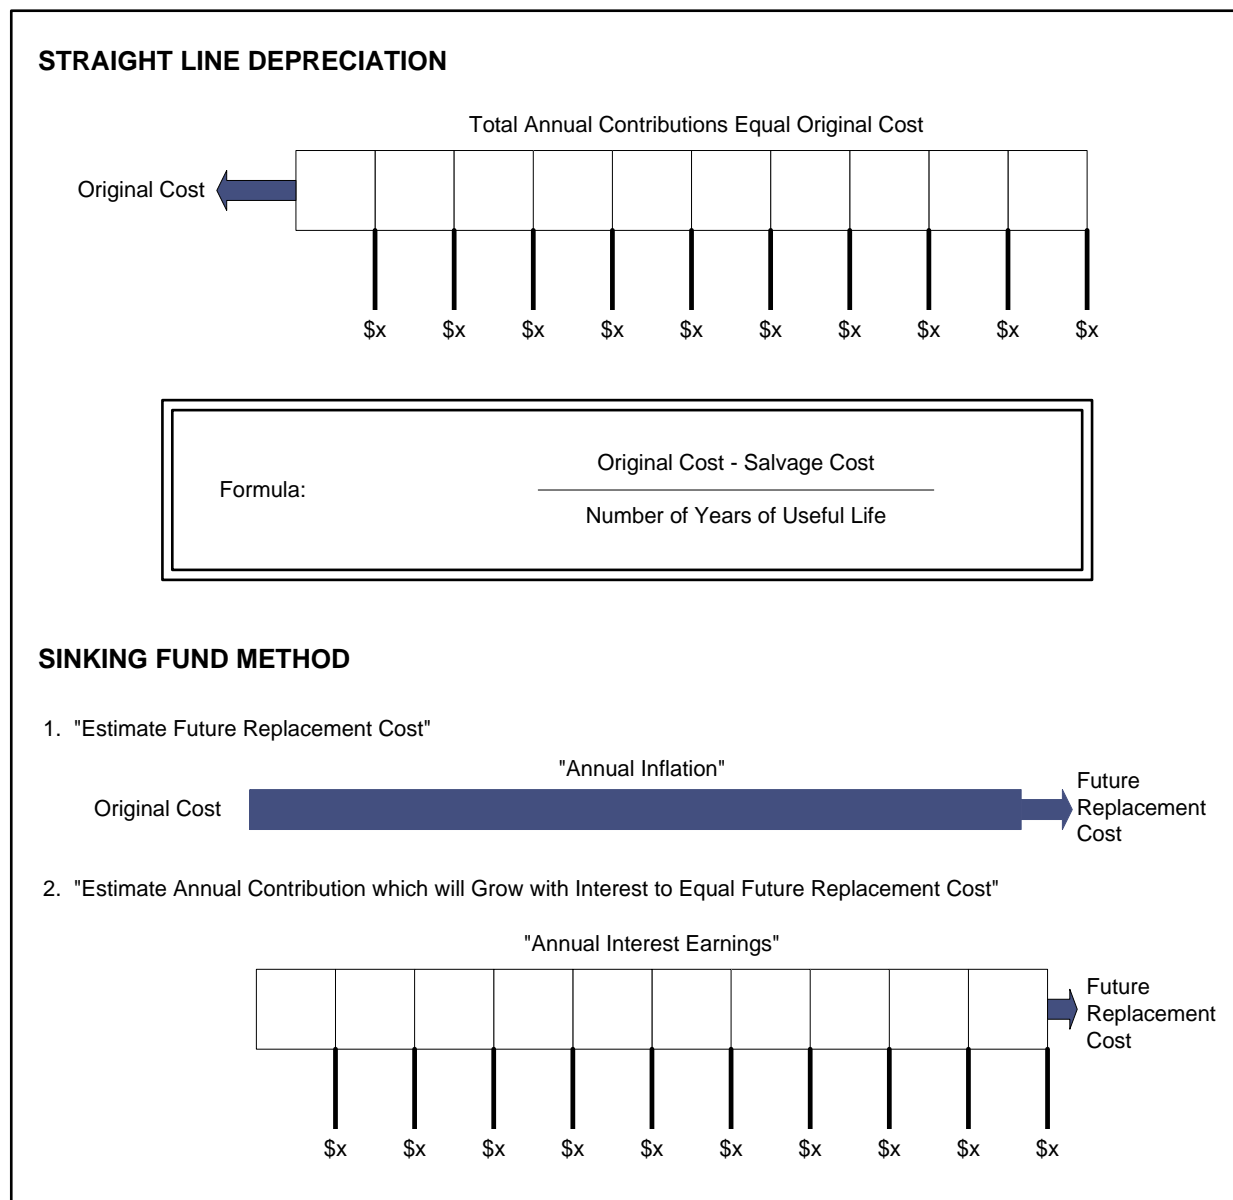 STRAIGHT LINE DEPRECIATION
Total Annual Contributions Equal Original Cost
Original Cost
$x $x $x $x $x $x $x $x $x $x
Formula:
Original Cost - Salvage Cost
Number of Years of Useful Life
SINKING FUND METHOD
1. "Estimate Future Replacement Cost"
"Annual Inflation"
Original Cost
Future
Replacement
Cost
2. "Estimate Annual Contribution which will Grow with Interest to Equal Future Replacement Cost"
"Annual Interest Earnings"
Future
Replacement
Cost
$x $x $x $x $x $x $x $x $x $x